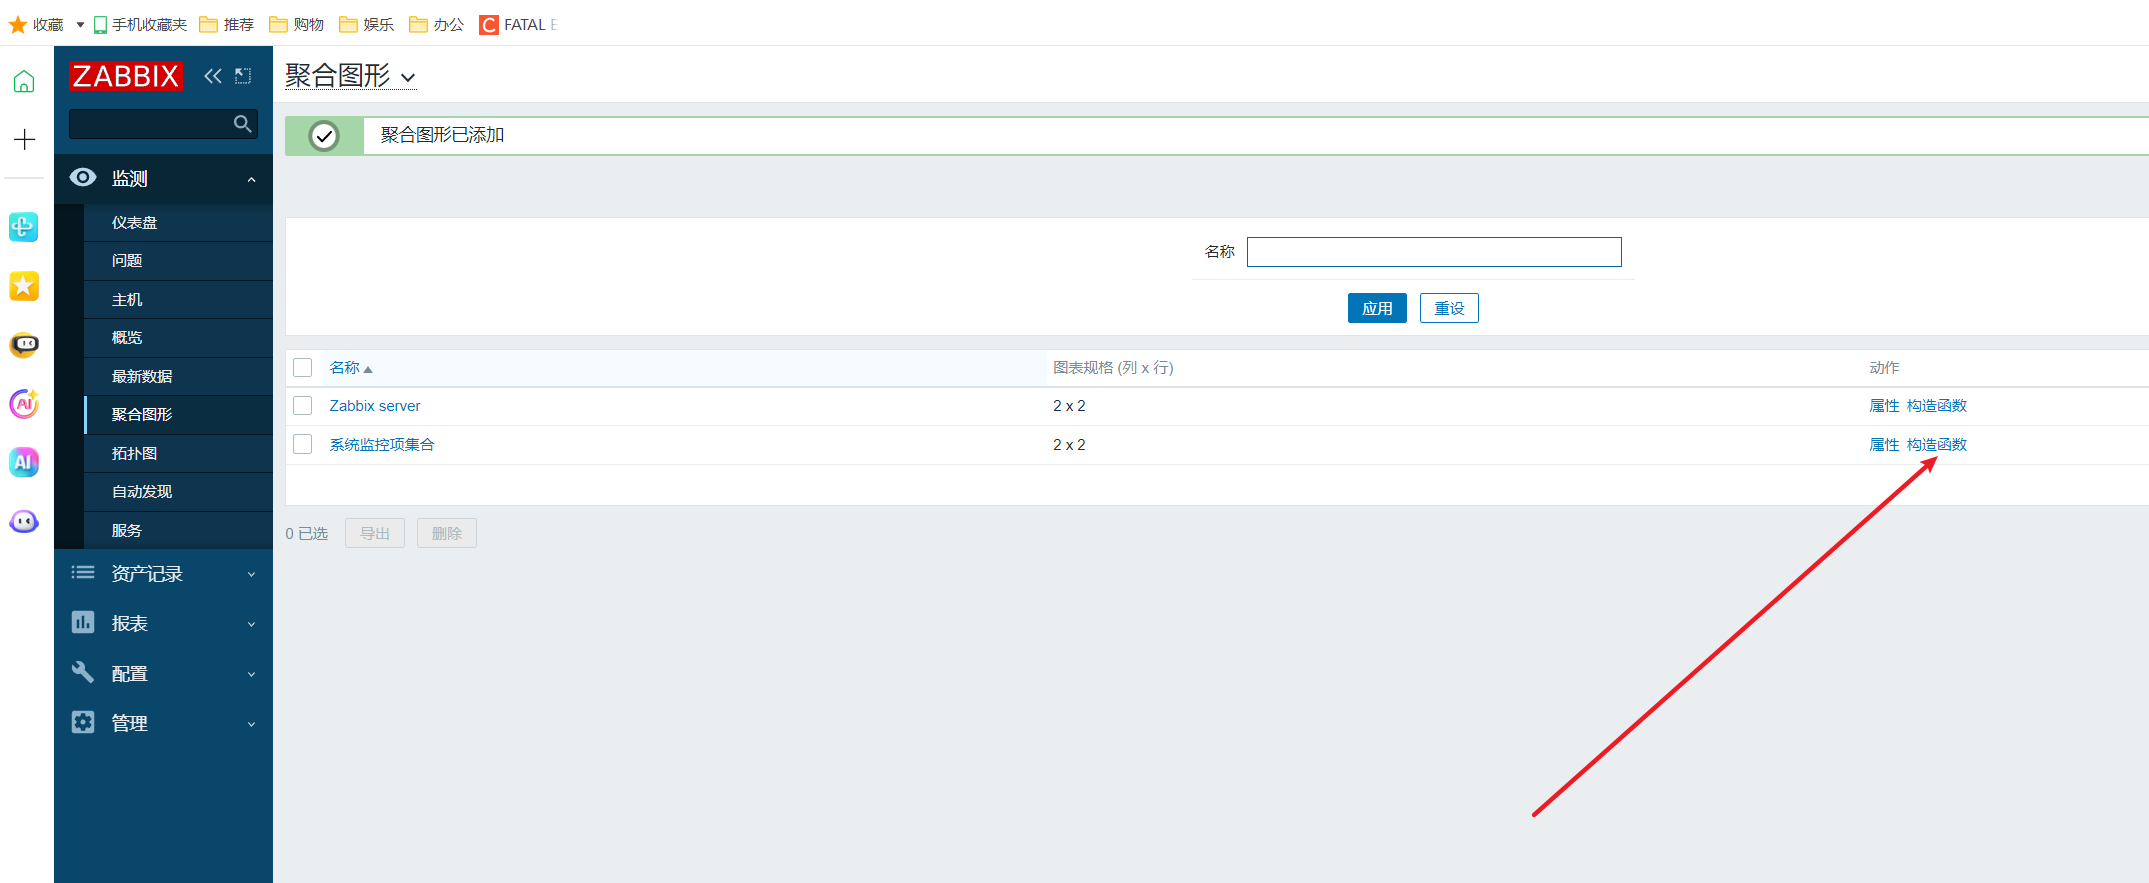 收藏 手机收藏夹 推荐 购物 娱乐 办公 C FATAL E
ZABBIX
聚合图形
聚合图形已添加
监测
仪表盘
问题
主机
概览
最新数据
聚合图形
拓扑图
自动发现
服务
资产记录
报表
配置
管理
名称
应用 重设
名称 图表规格 (列 x 行) 动作
Zabbix server 2 x 2 属性 构造函数
系统监控项集合 2 x 2 属性 构造函数
0 已选 导出 删除
AI
AI